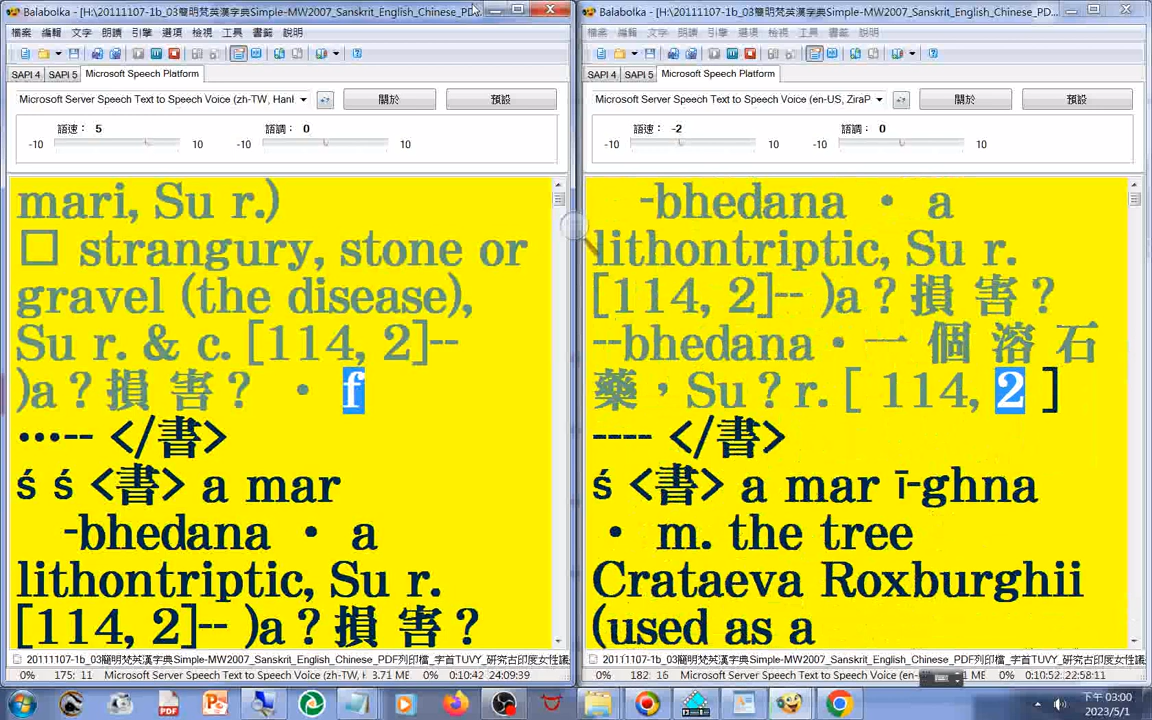 Balabolka - [H:\20111107-1b_03簡明梵英漢字典Simple-MW2007_Sanskrit_English_Chinese_PD...
檔案 編輯 文字 朗讀 引擎 選項 檢視 工具 書籤 說明
SAPI 4 SAPI 5 Microsoft Speech Platform
Microsoft Server Speech Text to Speech Voice (zh-TW, HanI 關於 預設
語速： 5 語調： 0
-10 10 -10 10
mari, Su r.)
□ strangury, stone or
gravel (the disease),
Su r. & c. [114, 2]--
)a？損 害？ • f
…-- </書>
ś ś <書> a mar
-bhedana • a
lithontriptic, Su r.
[114, 2]-- )a？損 害？
20111107-1b_03簡明梵英漢字典Simple-MW2007_Sanskrit_English_Chinese_PDF列印檔_字首TUVY_研究古印度女性議
0% 175: 11 Microsoft Server Speech Text to Speech Voice (zh-TW, 3.71 MB 0% 0:10:42 24:09:39
Balabolka - [H:\20111107-1b_03簡明梵英漢字典Simple-MW2007_Sanskrit_English_Chinese_PD...
檔案 編輯 文字 朗讀 引擎 選項 檢視 工具 書籤 說明
SAPI 4 SAPI 5 Microsoft Speech Platform
Microsoft Server Speech Text to Speech Voice (en-US, ZiraP 關於 預設
語速： -2 語調： 0
-10 10 -10 10
-bhedana • a
lithontriptic, Su r.
[114, 2]-- )a？損 害？
--bhedana•一 個 溶 石
藥，Su？r. [ 114, 2 ]
---- </書>
ś <書> a mar ī-ghna
• m. the tree
Crataeva Roxburghii
(used as a
20111107-1b_03簡明梵英漢字典Simple-MW2007_Sanskrit_English_Chinese_PDF列印檔_字首TUVY_研究古印度女性議
0% 182: 16 Microsoft Server Speech Text to Speech Voice (en-US, MB 0% 0:10:52 22:58:11
下午 03:00
2023/5/1